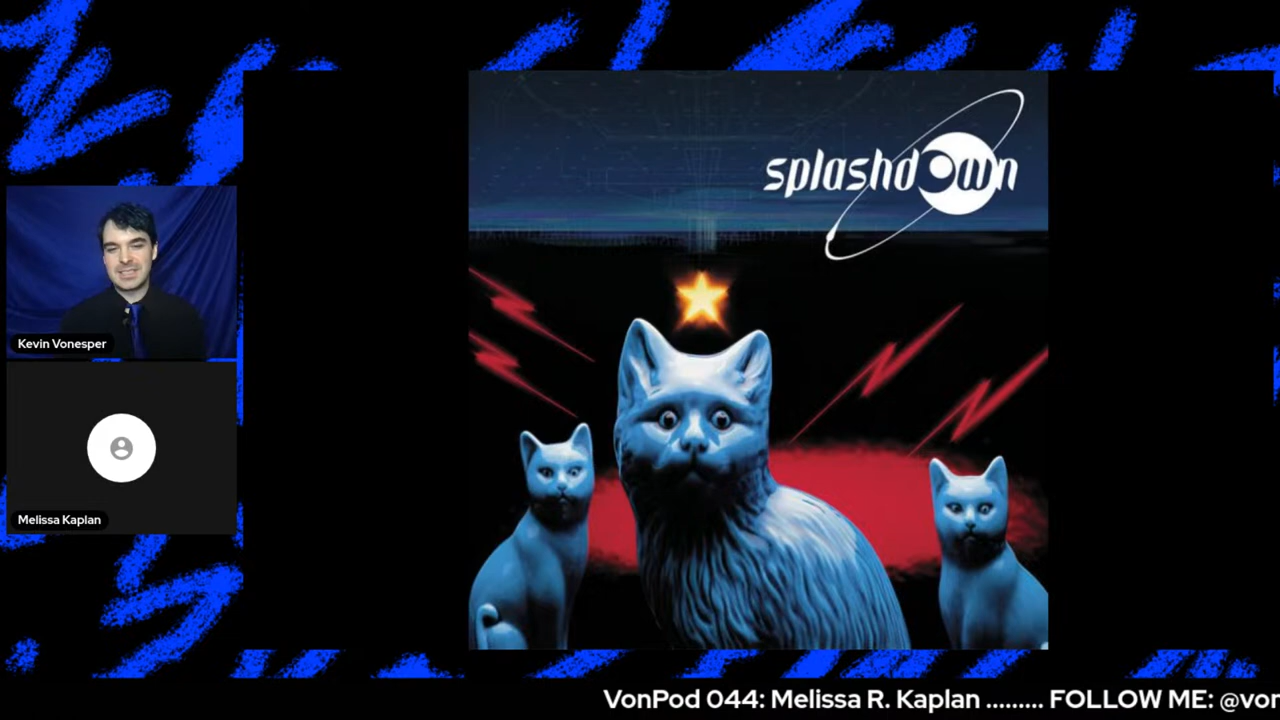 splashdown
Kevin Vonesper
Melissa Kaplan
VonPod 044: Melissa R. Kaplan ......... FOLLOW ME: @von